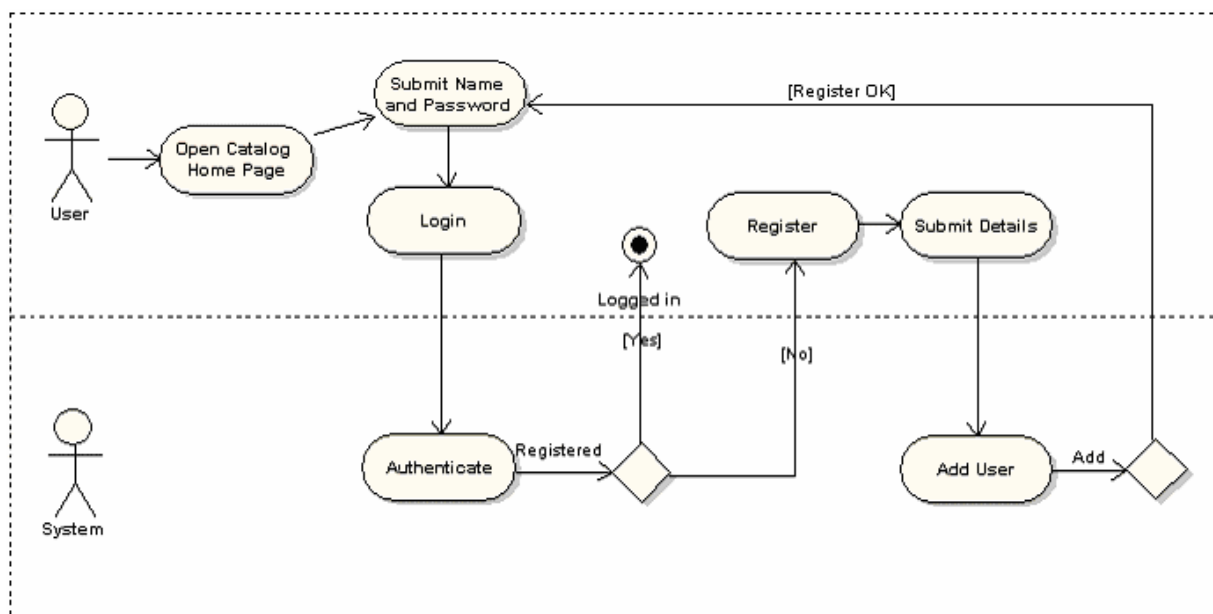 Submit Name
and Password
[Register OK]
Open Catalog
Home Page
User
Login
Register
Submit Details
Logged in
[Yes]
[No]
Authenticate
Registered
Add User
Add
System